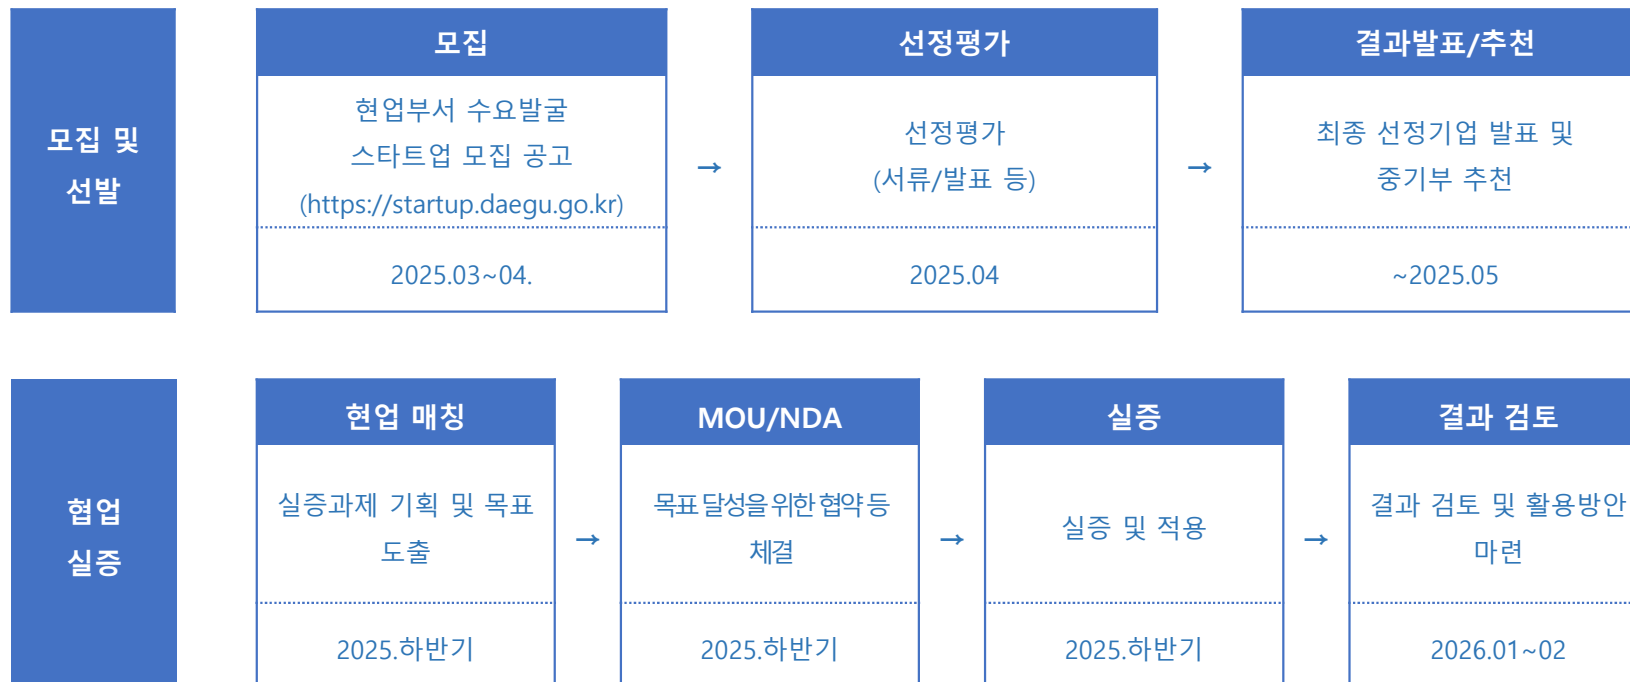 모집 및
선발
모집
현업부서 수요발굴
스타트업 모집 공고
(https://startup.daegu.go.kr)
2025.03~04.
→
선정평가
선정평가
(서류/발표 등)
2025.04
→
결과발표/추천
최종 선정기업 발표 및
중기부 추천
~2025.05
협업
실증
현업 매칭
실증과제 기획 및 목표
도출
2025.하반기
→
MOU/NDA
목표 달성을 위한 협약 등
체결
2025.하반기
→
실증
실증 및 적용
2025.하반기
→
결과 검토
결과 검토 및 활용방안
마련
2026.01~02